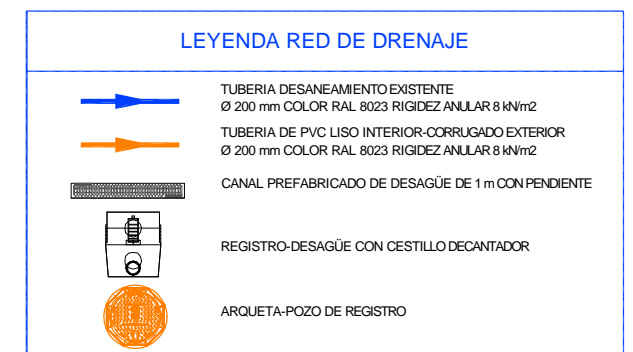 LEYENDA RED DE DRENAJE
TUBERIA DESANEAMIENTO EXISTENTE
Ø 200 mm COLOR RAL 8023 RIGIDEZ ANULAR 8 kN/m2
TUBERIA DE PVC LISO INTERIOR-CORRUGADO EXTERIOR
Ø 200 mm COLOR RAL 8023 RIGIDEZ ANULAR 8 kN/m2
CANAL PREFABRICADO DE DESAGÜE DE 1 m CON PENDIENTE
REGISTRO-DESAGÜE CON CESTILLO DECANTADOR
ARQUETA-POZO DE REGISTRO